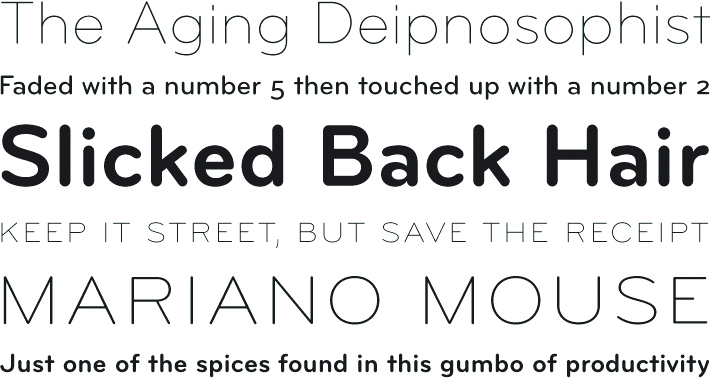 The Aging Deipnosophist
Faded with a number 5 then touched up with a number 2
Slicked Back Hair
KEEP IT STREET, BUT SAVE THE RECEIPT
MARIANO MOUSE
Just one of the spices found in this gumbo of productivity